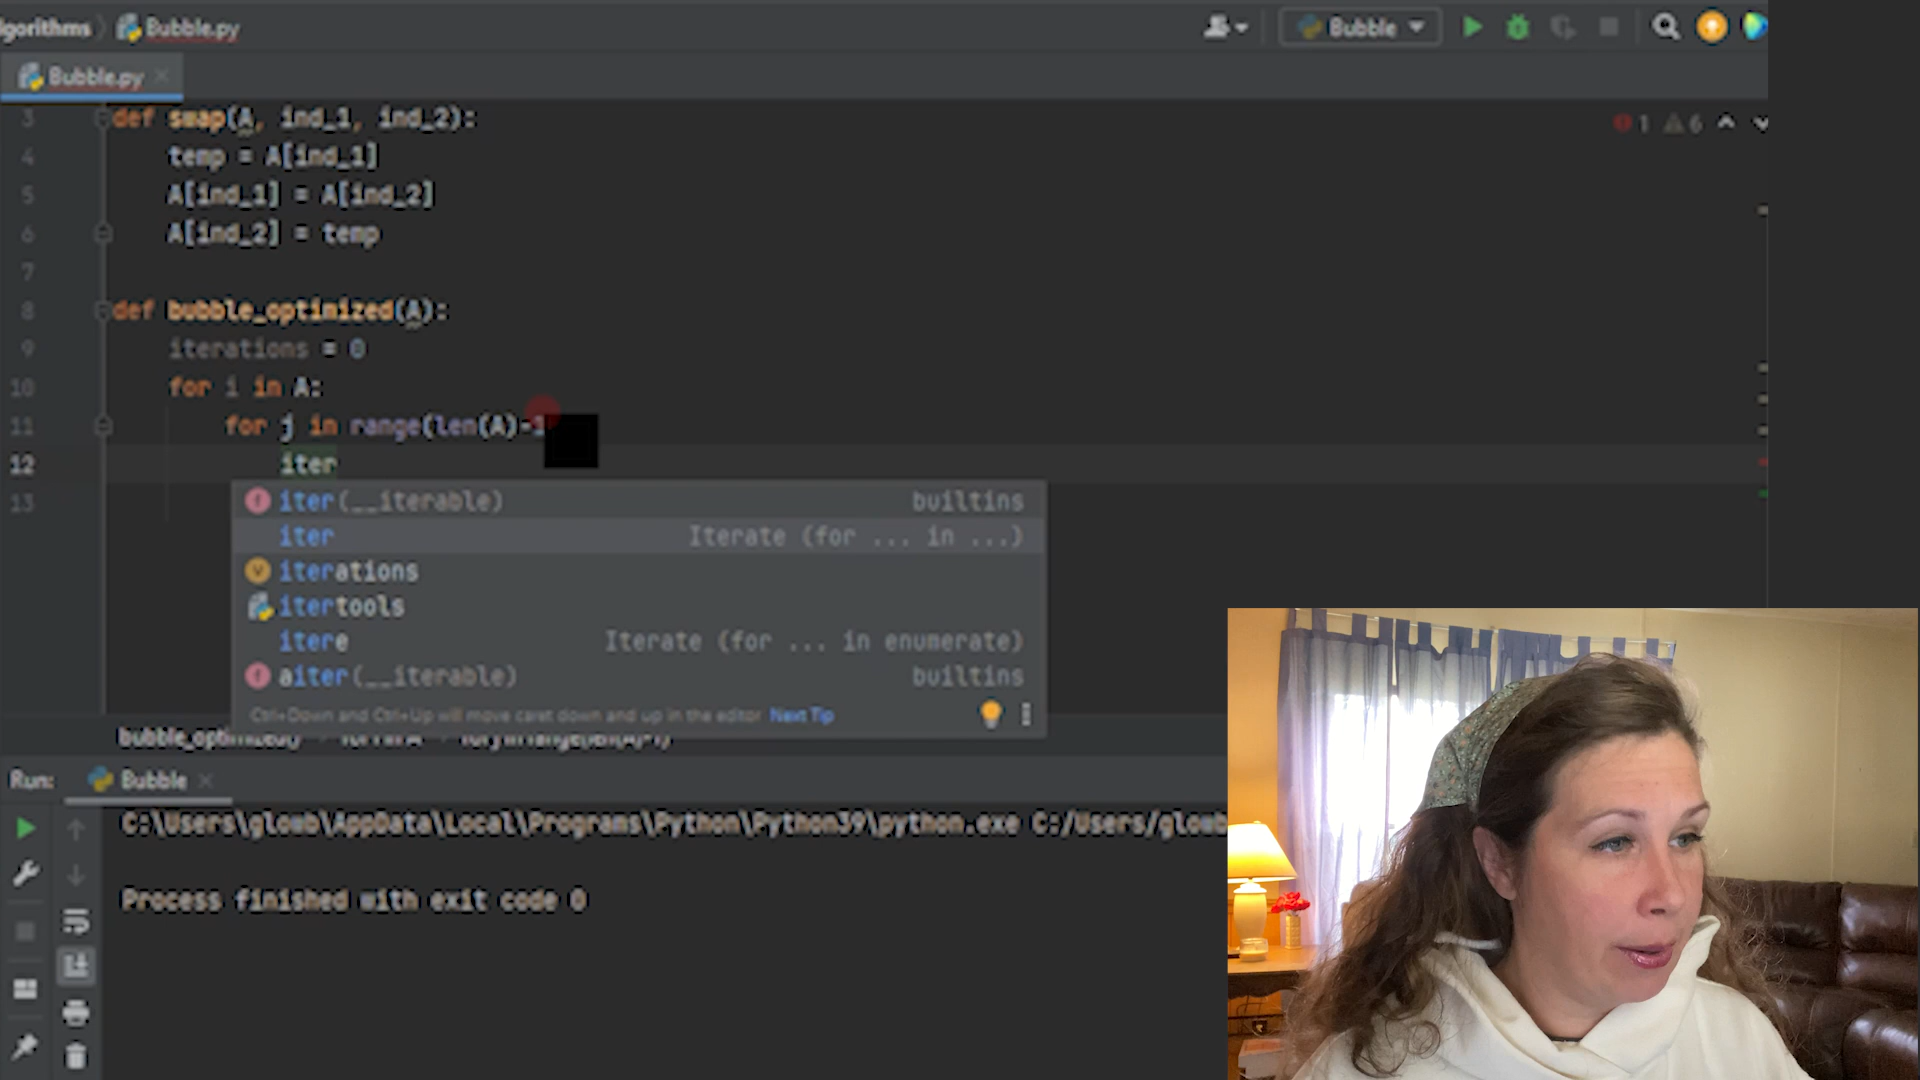 lgorithms Bubble.py Bubble
Bubble.py
3 def swap(A, ind_1, ind_2): 1 6
4 temp = A[ind_1]
5 A[ind_1] = A[ind_2]
6 A[ind_2] = temp
7
8 def bubble_optimized(A):
9 iterations = 0
10 for i in A:
11 for j in range(len(A)-1
12 iter
13
iter(__iterable) builtins
iter Iterate (for ... in ...)
iterations
itertools
itere Iterate (for ... in enumerate)
aiter(__iterable) builtins
Ctrl+Down and Ctrl+Up will move caret down and up in the editor Next Tip
Run: Bubble
C:\Users\glowb\AppData\Local\Programs\Python\Python39\python.exe C:/Users/glowb
Process finished with exit code 0